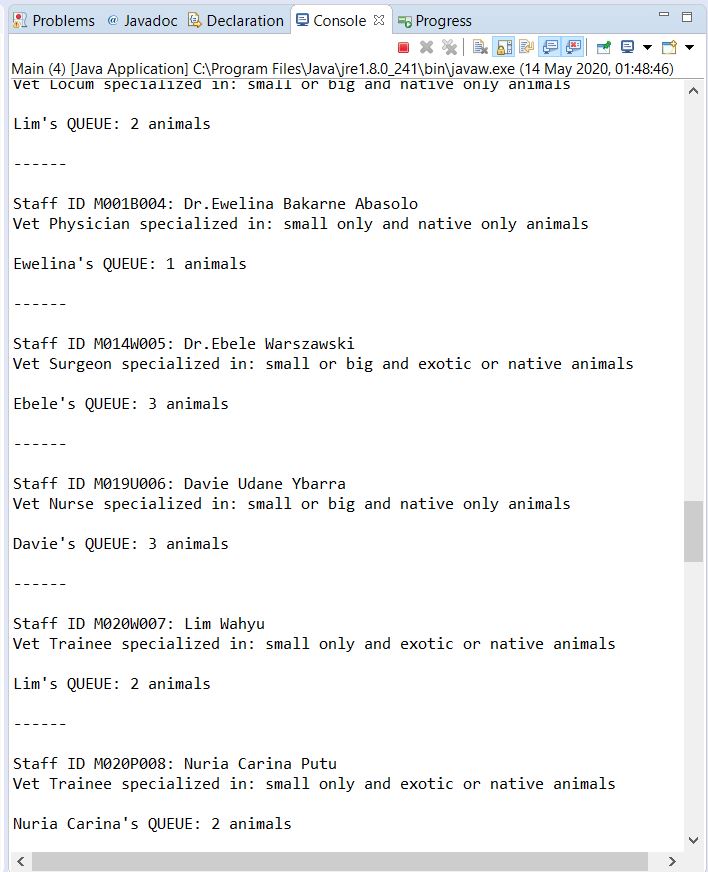 Problems @ Javadoc Declaration Console Progress
Main (4) [Java Application] C:\Program Files\Java\jre1.8.0_241\bin\javaw.exe (14 May 2020, 01:48:46)
Vet Locum specialized in: small or big and native only animals
Lim's QUEUE: 2 animals
------
Staff ID M001B004: Dr.Ewelina Bakarne Abasolo
Vet Physician specialized in: small only and native only animals
Ewelina's QUEUE: 1 animals
------
Staff ID M014W005: Dr.Ebele Warszawski
Vet Surgeon specialized in: small or big and exotic or native animals
Ebele's QUEUE: 3 animals
------
Staff ID M019U006: Davie Udane Ybarra
Vet Nurse specialized in: small or big and native only animals
Davie's QUEUE: 3 animals
------
Staff ID M020W007: Lim Wahyu
Vet Trainee specialized in: small only and exotic or native animals
Lim's QUEUE: 2 animals
------
Staff ID M020P008: Nuria Carina Putu
Vet Trainee specialized in: small only and exotic or native animals
Nuria Carina's QUEUE: 2 animals